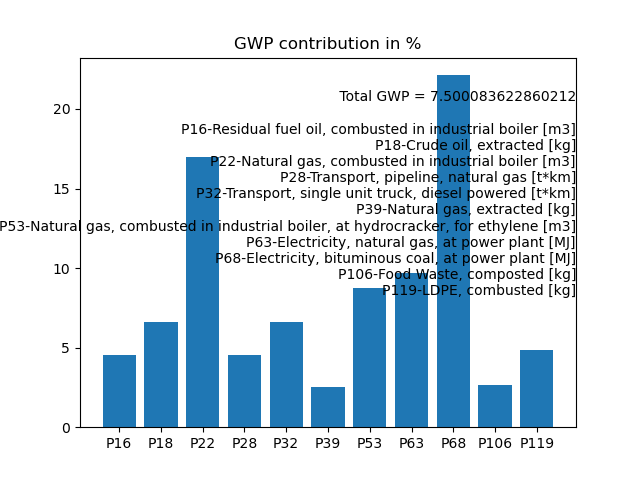 GWP contribution in %
Total GWP = 7.500083622860212
P16-Residual fuel oil, combusted in industrial boiler [m3]
P18-Crude oil, extracted [kg]
P22-Natural gas, combusted in industrial boiler [m3]
P28-Transport, pipeline, natural gas [t*km]
P32-Transport, single unit truck, diesel powered [t*km]
P39-Natural gas, extracted [kg]
P53-Natural gas, combusted in industrial boiler, at hydrocracker, for ethylene [m3]
P63-Electricity, natural gas, at power plant [MJ]
P68-Electricity, bituminous coal, at power plant [MJ]
P106-Food Waste, composted [kg]
P119-LDPE, combusted [kg]
20
15
10
5
0
P16 P18 P22 P28 P32 P39 P53 P63 P68 P106 P119